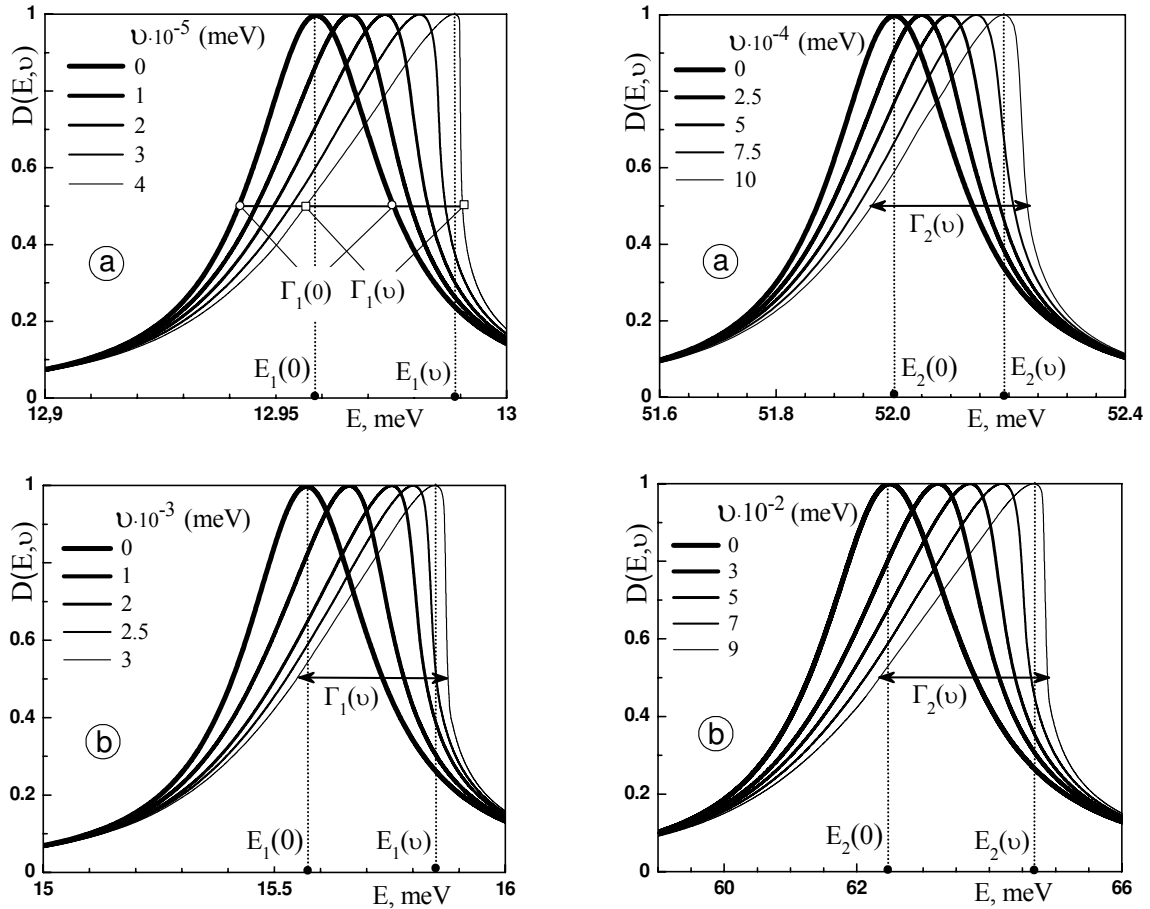 D(E,υ)
υ·10-5 (meV)
0
1
2
3
4
1
0.8
0.6
0.4
0.2
0
a
Γ1(0)
Γ1(υ)
E1(0)
E1(υ)
12,9
12.95
13
E, meV
D(E,υ)
υ·10-4 (meV)
0
2.5
5
7.5
10
1
0.8
0.6
0.4
0.2
0
a
Γ2(υ)
E2(0)
E2(υ)
51.6
51.8
52.0
52.4
E, meV
D(E,υ)
υ·10-3 (meV)
0
1
2
2.5
3
1
0.8
0.6
0.4
0.2
0
b
Γ1(υ)
E1(0)
E1(υ)
15
15.5
16
E, meV
D(E,υ)
υ·10-2 (meV)
0
3
5
7
9
1
0.8
0.6
0.4
0.2
0
b
Γ2(υ)
E2(0)
E2(υ)
60
62
66
E, meV